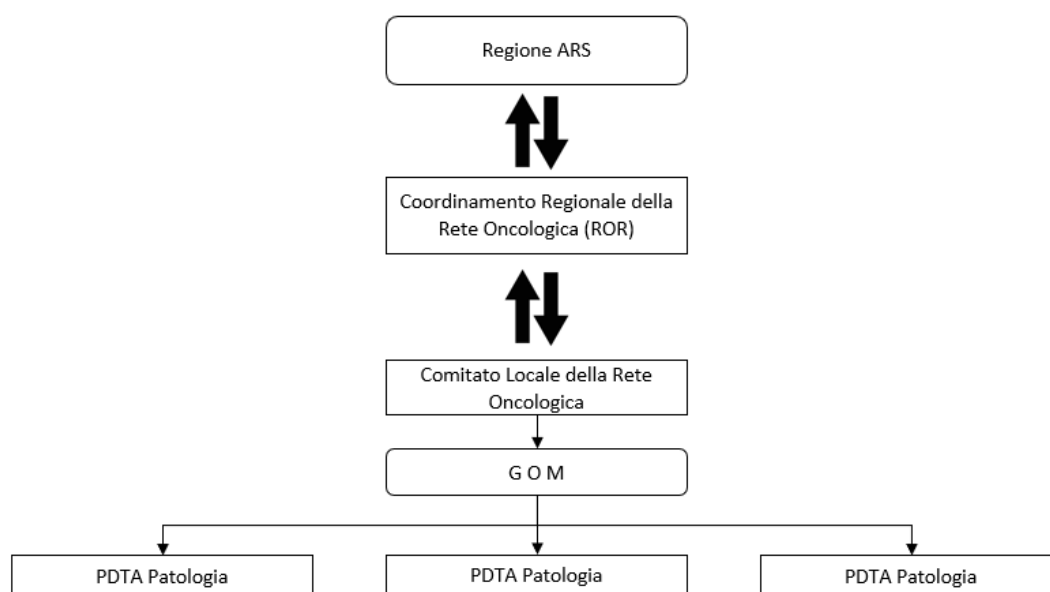 Regione ARS
Coordinamento Regionale della
Rete Oncologica (ROR)
Comitato Locale della Rete
Oncologica
G O M
PDTA Patologia
PDTA Patologia
PDTA Patologia